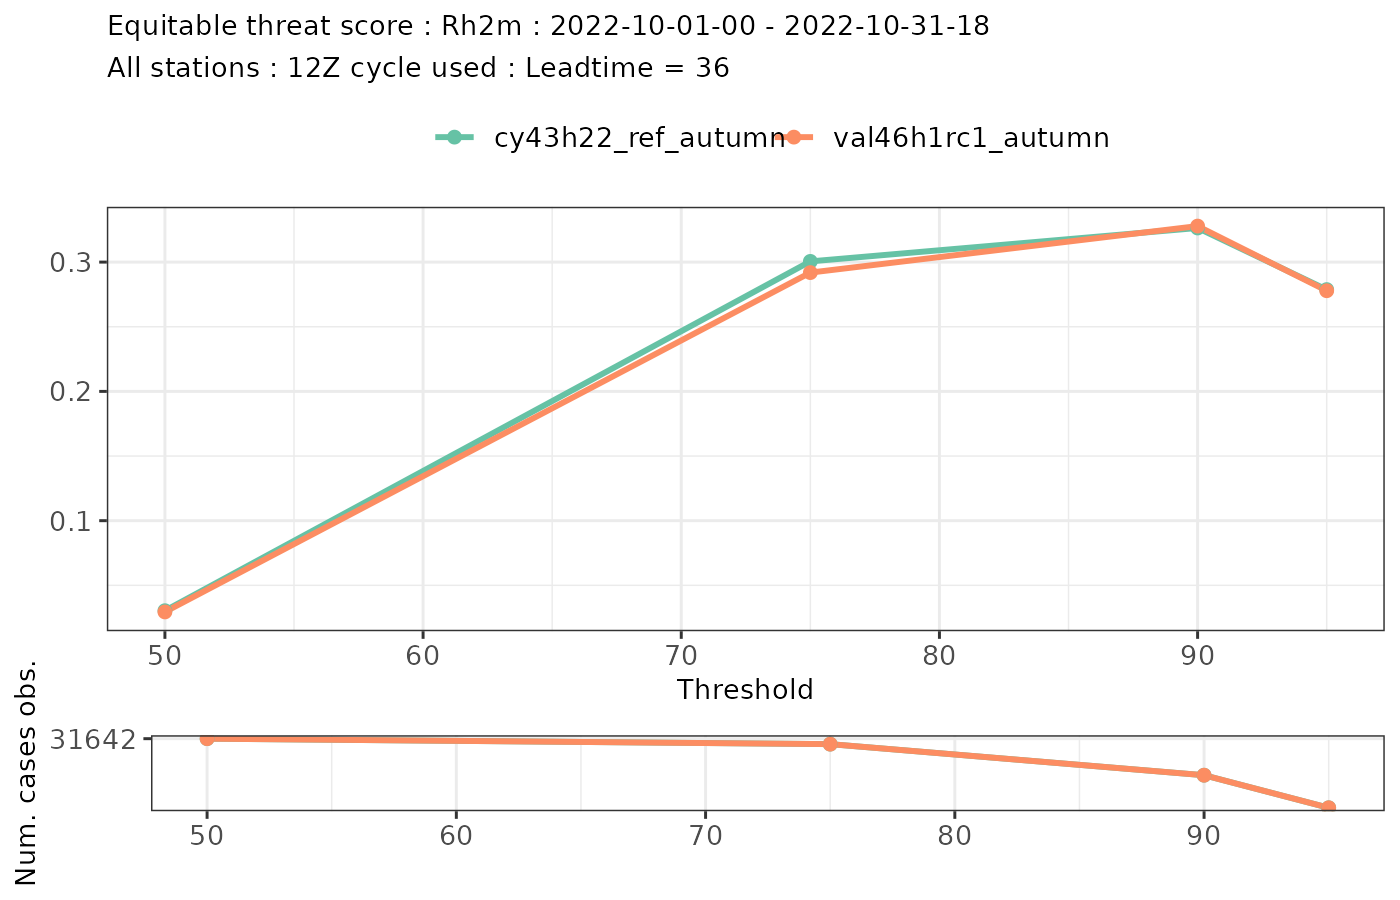 Equitable threat score : Rh2m : 2022-10-01-00 - 2022-10-31-18
All stations : 12Z cycle used : Leadtime = 36
cy43h22_ref_autumn val46h1rc1_autumn
0.3
0.2
0.1
50 60 70 80 90
Threshold
Num. cases obs.
31642
50 60 70 80 90